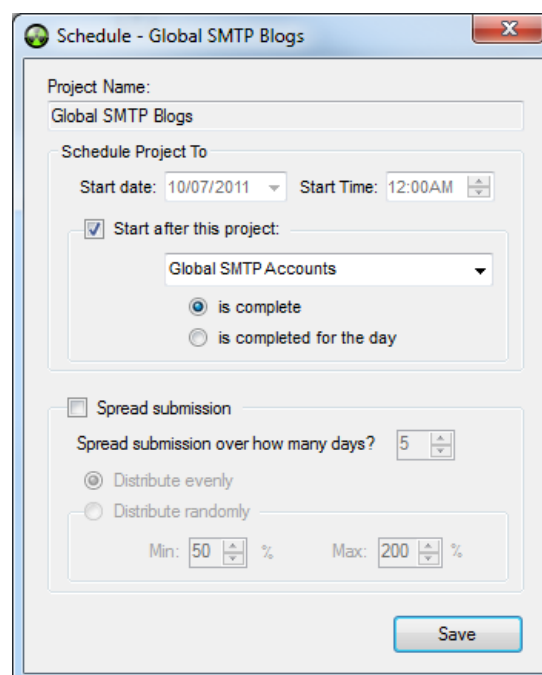 Schedule - Global SMTP Blogs
Project Name:
Global SMTP Blogs
Schedule Project To
Start date: 10/07/2011 Start Time: 12:00AM
Start after this project:
Global SMTP Accounts
is complete
is completed for the day
Spread submission
Spread submission over how many days? 5
Distribute evenly
Distribute randomly
Min: 50 % Max: 200 %
Save